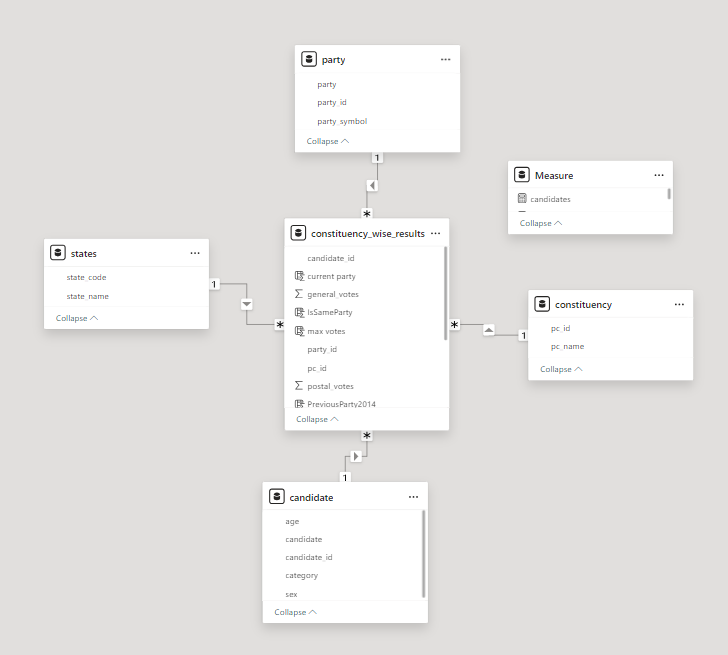 party
party
party_id
party_symbol
Collapse
1
*
Measure
candidates
Collapse
states
state_code
state_name
Collapse
1
*
constituency_wise_results
candidate_id
current party
general_votes
IsSameParty
max votes
party_id
pc_id
postal_votes
PreviousParty2014
Collapse
*
1
constituency
pc_id
pc_name
Collapse
*
1
candidate
age
candidate
candidate_id
category
sex
Collapse